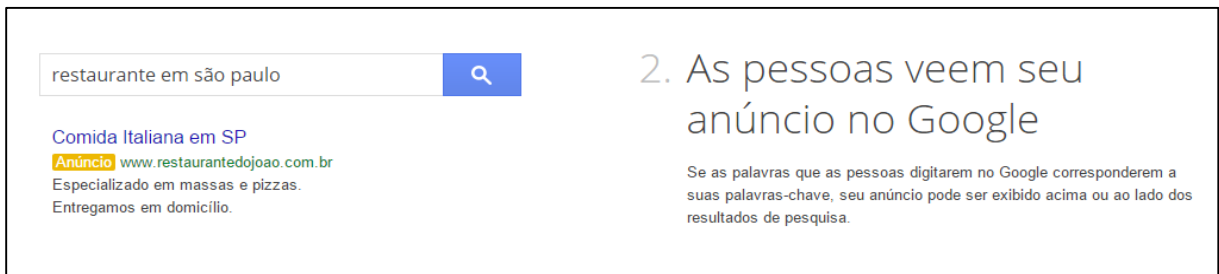 restaurante em são paulo
Comida Italiana em SP
Anúncio www.restaurantedojoao.com.br
Especializado em massas e pizzas.
Entregamos em domicílio.
2. As pessoas veem seu
anúncio no Google
Se as palavras que as pessoas digitarem no Google corresponderem a
suas palavras-chave, seu anúncio pode ser exibido acima ou ao lado dos
resultados de pesquisa.